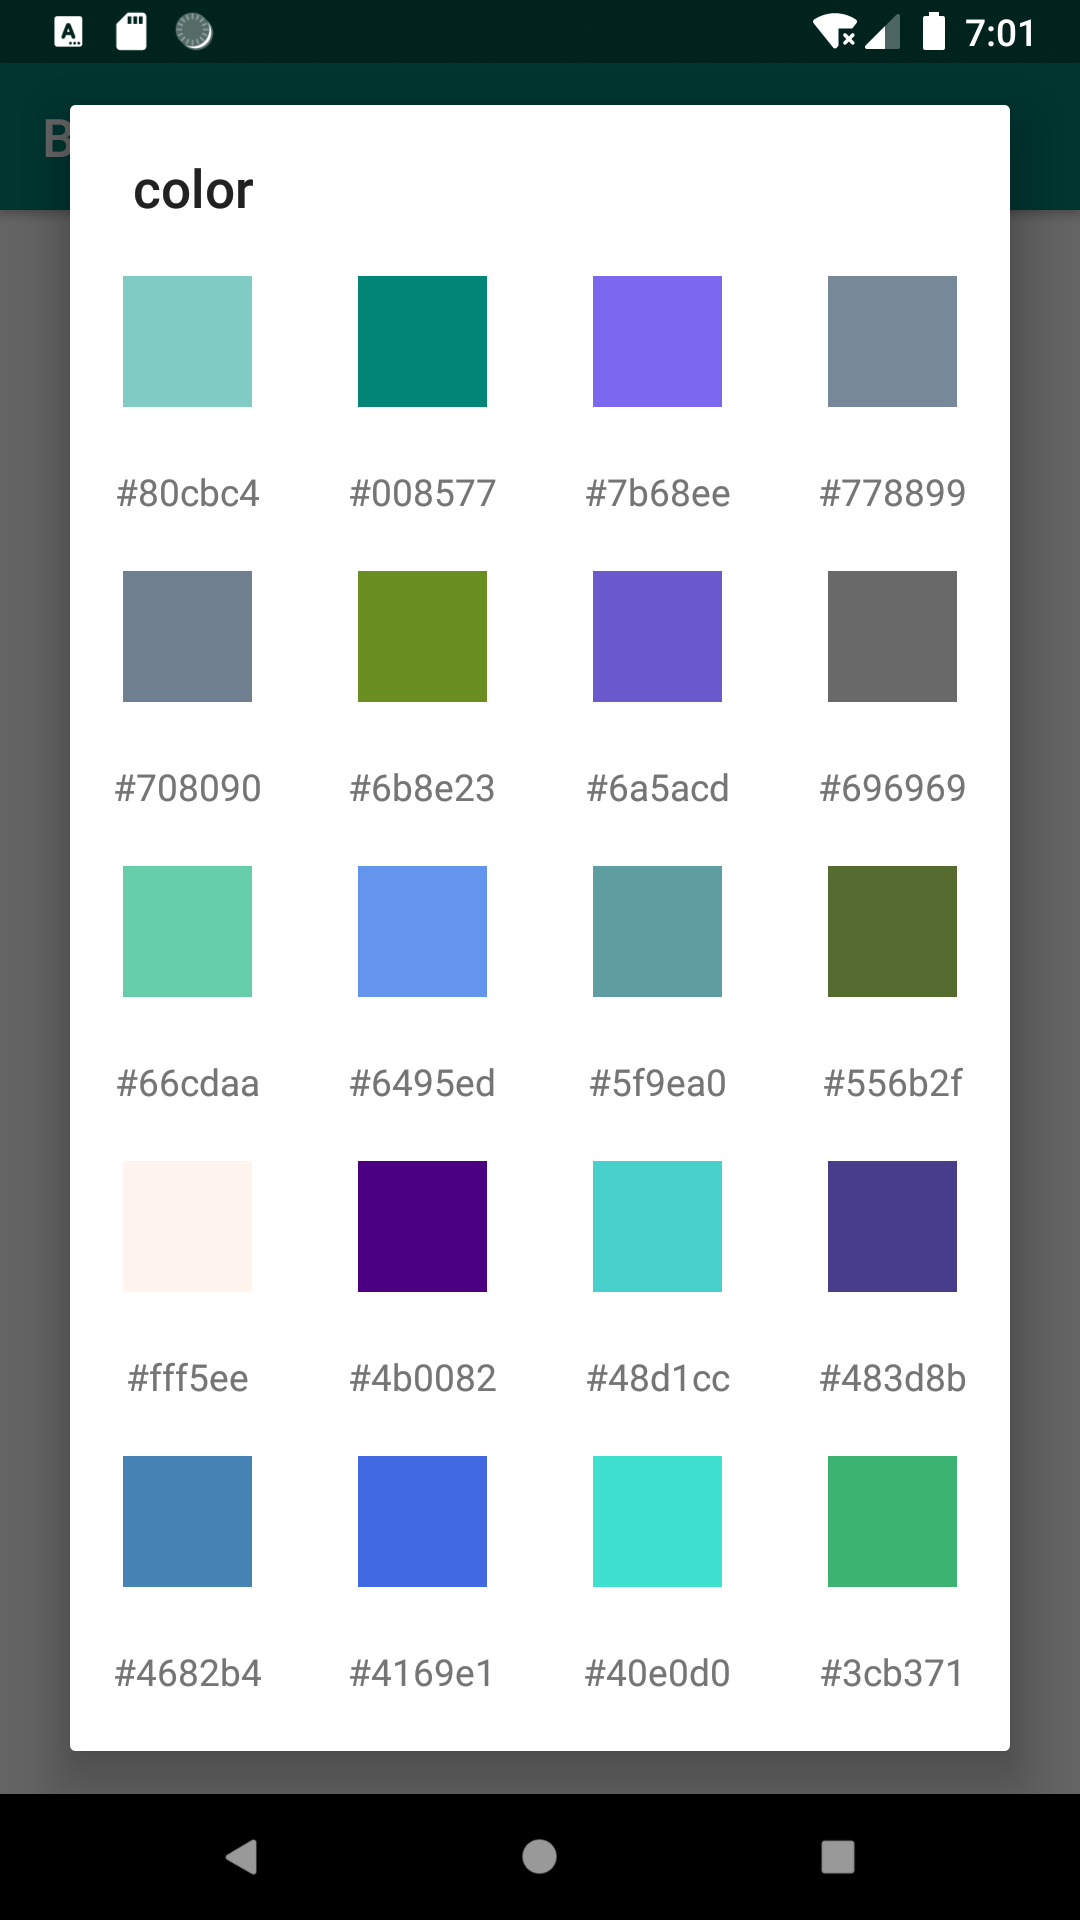 7:01
B
color
#80cbc4 #008577 #7b68ee #778899
#708090 #6b8e23 #6a5acd #696969
#66cdaa #6495ed #5f9ea0 #556b2f
#fff5ee #4b0082 #48d1cc #483d8b
#4682b4 #4169e1 #40e0d0 #3cb371